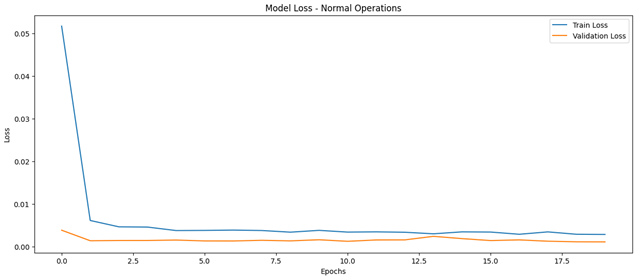 Model Loss - Normal Operations
Train Loss
Validation Loss
0.05
0.04
0.03
0.02
0.01
0.00
Loss
0.0 2.5 5.0 7.5 10.0 12.5 15.0 17.5
Epochs